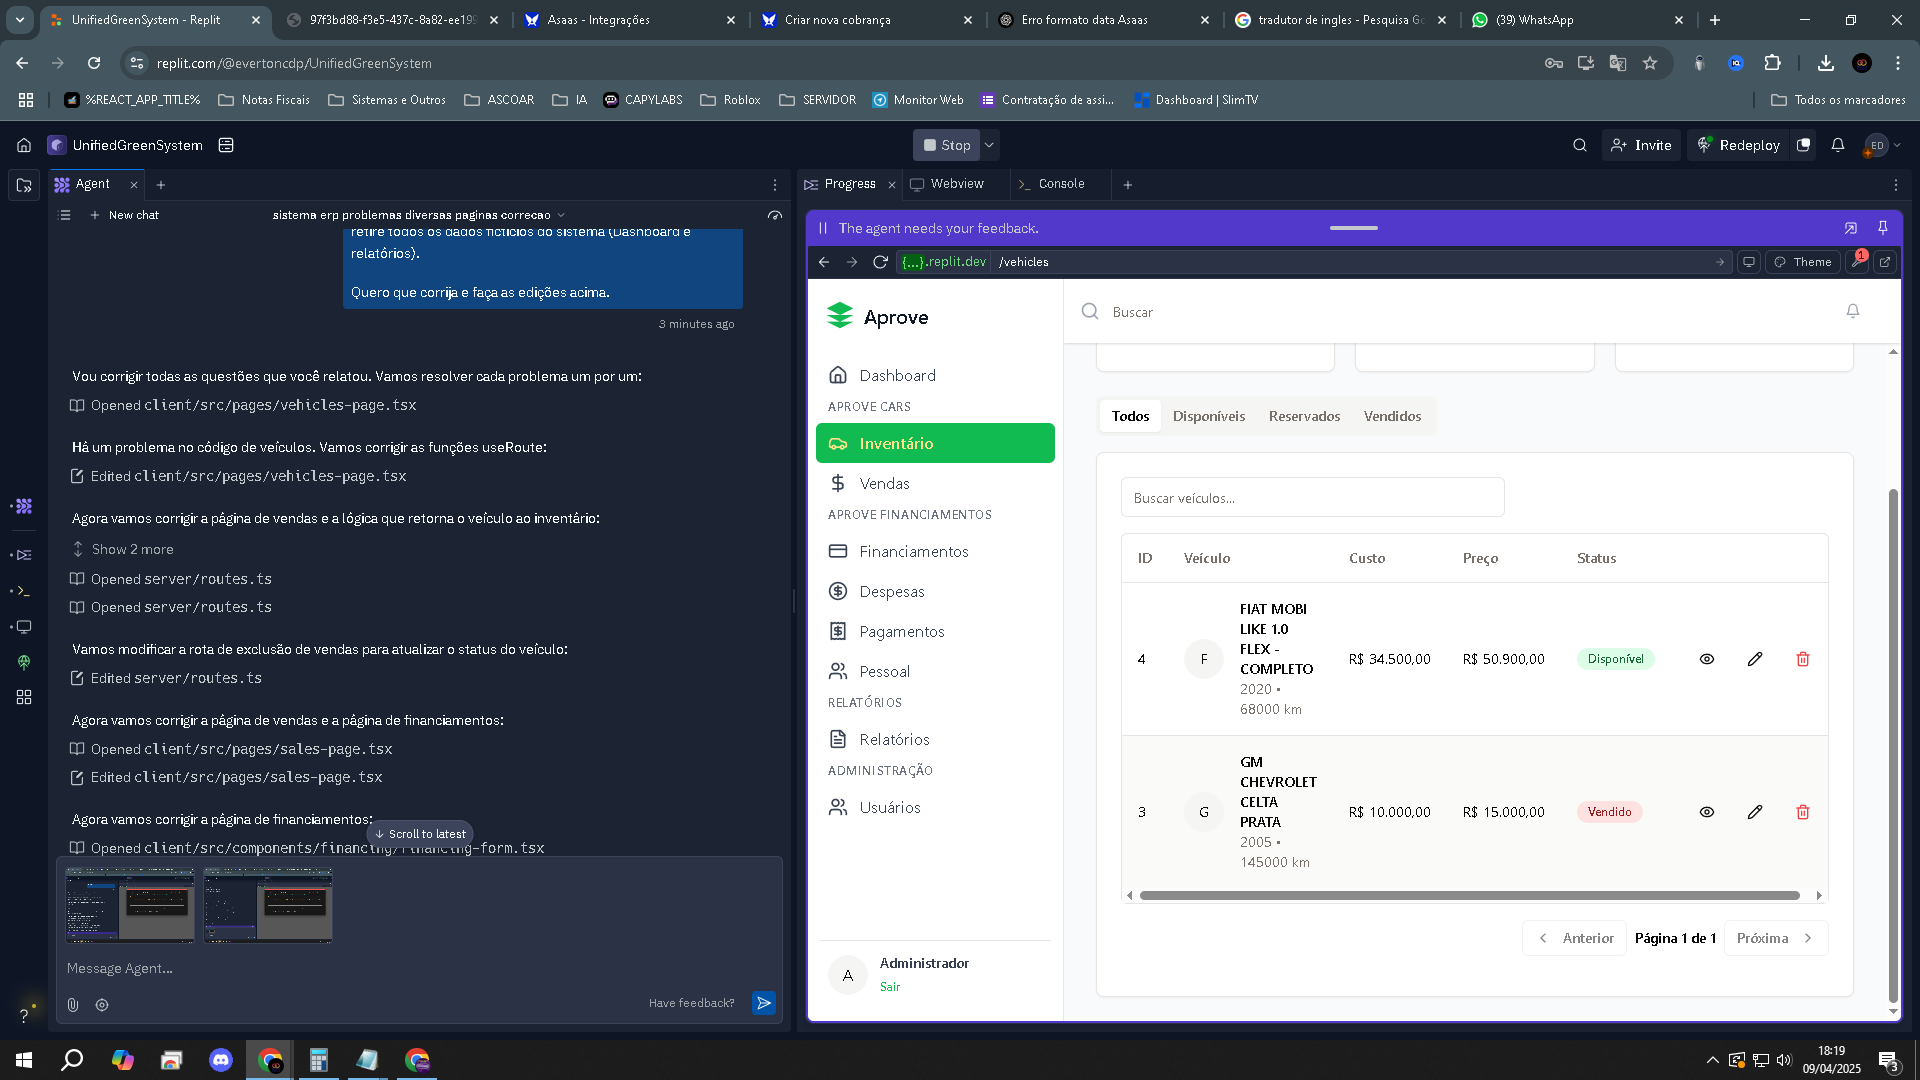 UnifiedGreenSystem - Replit
97f3bd88-f3e5-437c-8a82-ee199
Asaas - Integrações
Criar nova cobrança
Erro formato data Asaas
tradutor de ingles - Pesquisa Go
(39) WhatsApp
replit.com/@evertoncdp/UnifiedGreenSystem
%REACT_APP_TITLE%
Notas Fiscais
Sistemas e Outros
ASCOAR
IA
CAPYLABS
Roblox
SERVIDOR
Monitor Web
Contratação de assi...
Dashboard | SlimTV
Todos os marcadores
UnifiedGreenSystem
Stop
Invite
Redeploy
ED
Agent
Progress
Webview
Console
New chat
sistema erp problemas diversas paginas correcao
retire todos os dados ficticios do sistema (Dashboard e
relatórios).
Quero que corrija e faça as edições acima.
3 minutes ago
Vou corrigir todas as questões que você relatou. Vamos resolver cada problema um por um:
Opened client/src/pages/vehicles-page.tsx
Há um problema no código de veículos. Vamos corrigir as funções useRoute:
Edited client/src/pages/vehicles-page.tsx
Agora vamos corrigir a página de vendas e a lógica que retorna o veículo ao inventário:
Show 2 more
Opened server/routes.ts
Opened server/routes.ts
Vamos modificar a rota de exclusão de vendas para atualizar o status do veículo:
Edited server/routes.ts
Agora vamos corrigir a página de vendas e a página de financiamentos:
Opened client/src/pages/sales-page.tsx
Edited client/src/pages/sales-page.tsx
Agora vamos corrigir a página de financiamentos:
Scroll to latest
Opened client/src/components/financing/financing-form.tsx
Message Agent...
Have feedback?
?
The agent needs your feedback.
{...}.replit.dev /vehicles
Theme
1
Aprove
Dashboard
APROVE CARS
Inventário
Vendas
APROVE FINANCIAMENTOS
Financiamentos
Despesas
Pagamentos
Pessoal
RELATÓRIOS
Relatórios
ADMINISTRAÇÃO
Usuários
A
Administrador
Sair
Buscar
Todos
Disponíveis
Reservados
Vendidos
Buscar veículos...
ID Veículo Custo Preço Status
4 F FIAT MOBI
LIKE 1.0
FLEX -
COMPLETO
2020 •
68000 km
R$ 34.500,00 R$ 50.900,00 Disponível
3 G GM
CHEVROLET
CELTA
PRATA
2005 •
145000 km
R$ 10.000,00 R$ 15.000,00 Vendido
Anterior
Página 1 de 1
Próxima
18:19
09/04/2025
3